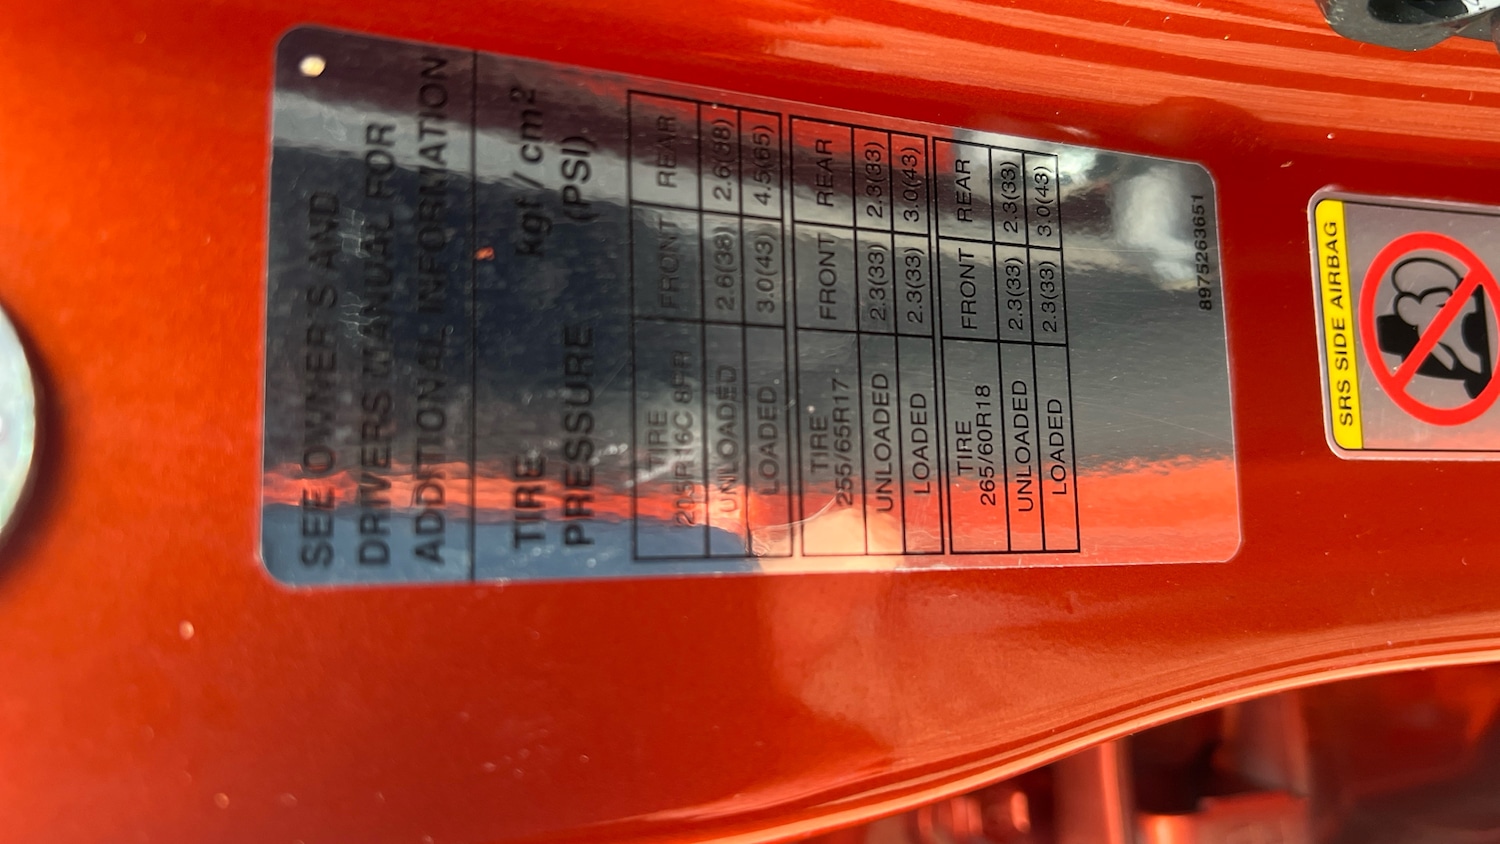 SEE OWNER'S AND
DRIVERS MANUAL FOR
ADDITIONAL INFORMATION
TIRE kgf / cm2
PRESSURE (PSI)
TIRE FRONT REAR
205R16C 8PR
UNLOADED 2.6(38) 2.6(38)
LOADED 3.0(43) 4.5(65)
TIRE FRONT REAR
255/65R17
UNLOADED 2.3(33) 2.3(33)
LOADED 2.3(33) 3.0(43)
TIRE FRONT REAR
265/60R18
UNLOADED 2.3(33) 2.3(33)
LOADED 2.3(33) 3.0(43)
8975263651
SRS SIDE AIRBAG